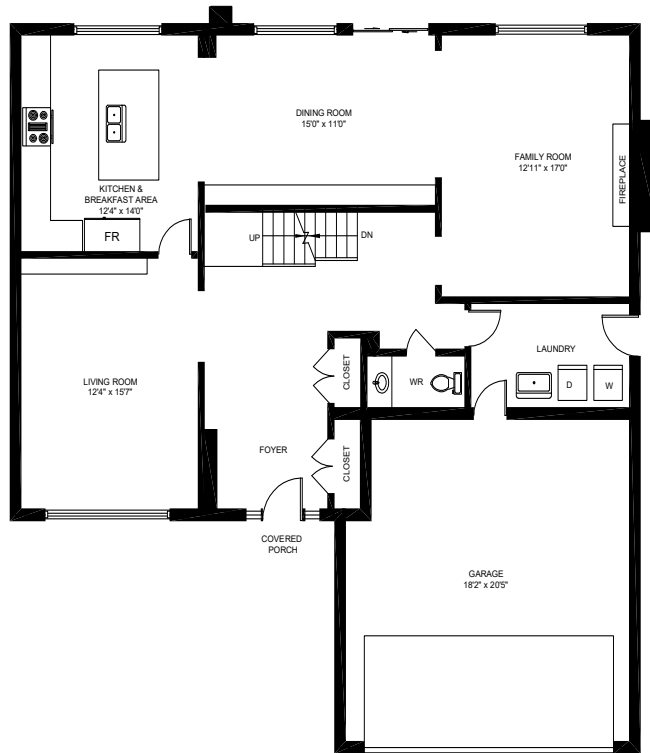 DINING ROOM
15'0" x 11'0"
FAMILY ROOM
12'11" x 17'0"
FIREPLACE
KITCHEN &
BREAKFAST AREA
12'4" x 14'0"
FR
UP
DN
LAUNDRY
D
W
WR
CLOSET
LIVING ROOM
12'4" x 15'7"
FOYER
CLOSET
COVERED
PORCH
GARAGE
18'2" x 20'5"